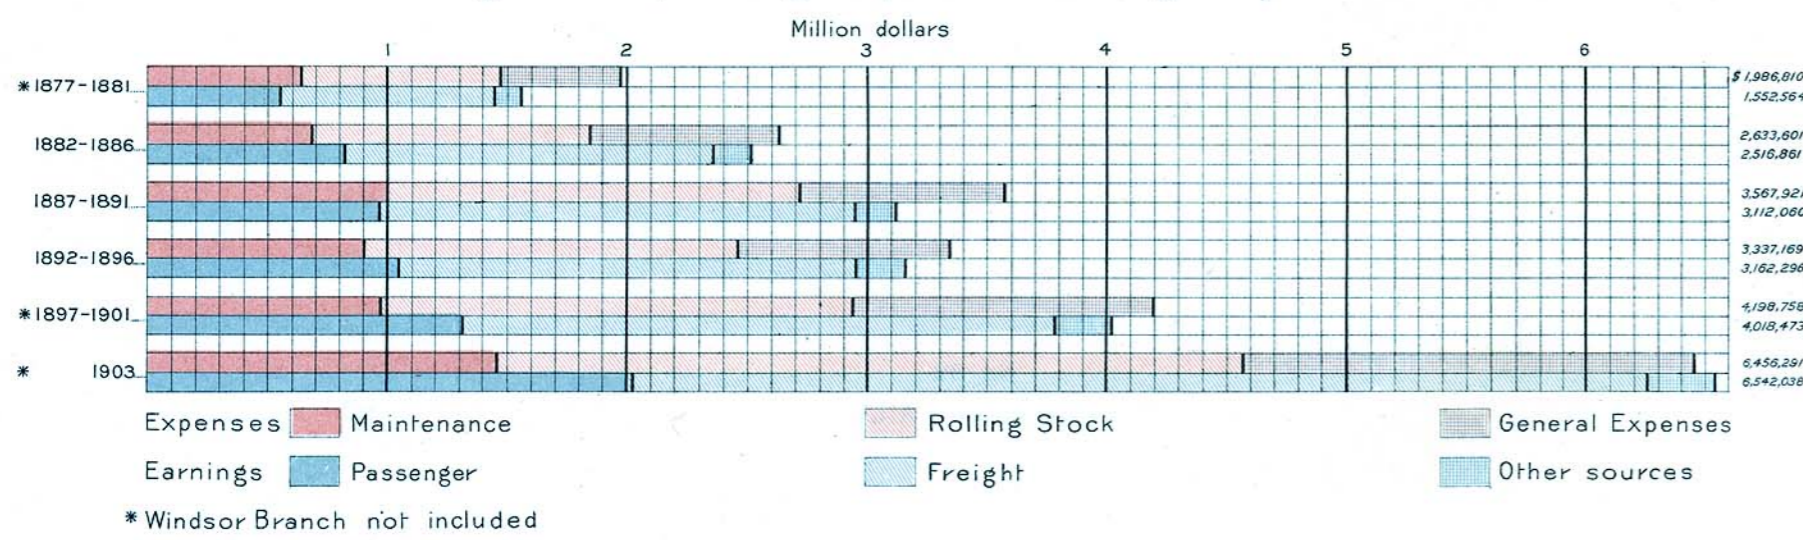 Million dollars
1 2 3 4 5 6
*1877-1881 $1,986,810
1,552,564
1882-1886 2,633,601
2,516,861
1887-1891 3,567,921
3,112,060
1892-1896 3,337,169
3,162,296
*1897-1901 4,198,758
4,018,473
* 1903 6,456,291
6,542,038
Expenses Maintenance Rolling Stock General Expenses
Earnings Passenger Freight Other sources
* Windsor Branch not included